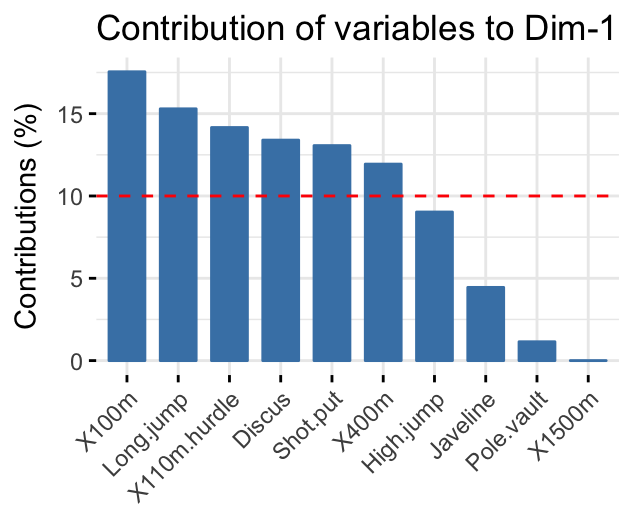 Contribution of variables to Dim-1
Contributions (%)
15
10
5
0
X100m
Long.jump
X110m.hurdle
Discus
Shot.put
X400m
High.jump
Javeline
Pole.vault
X1500m